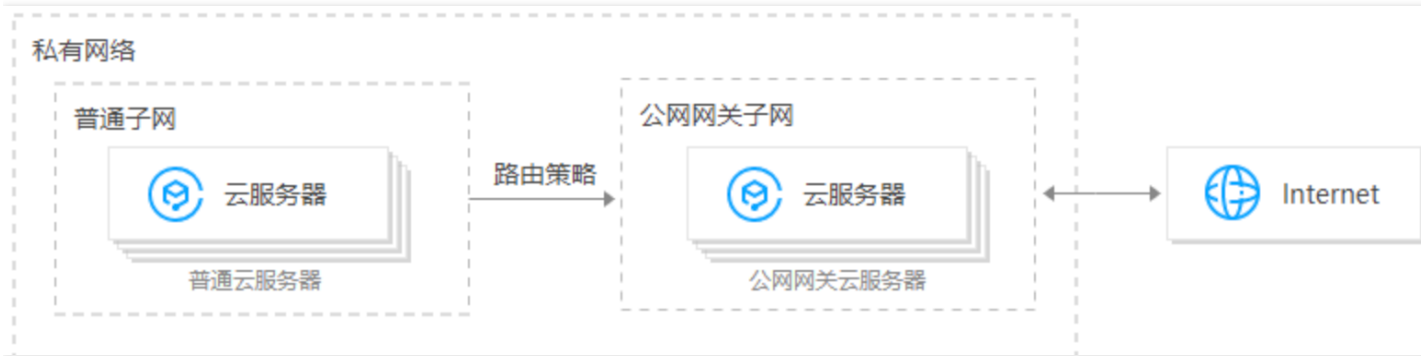 私有网络
普通子网
云服务器
普通云服务器
路由策略
公网网关子网
云服务器
公网网关云服务器
Internet